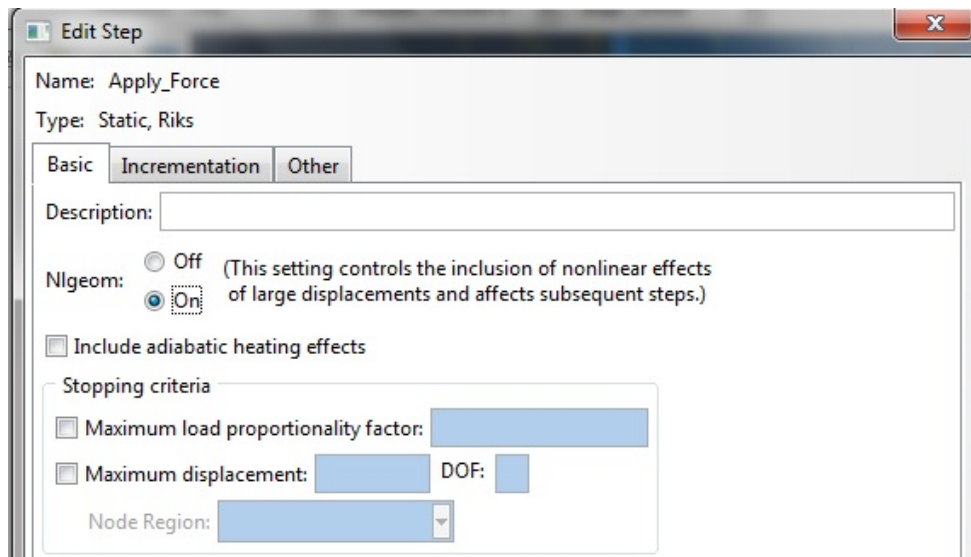 Edit Step
Name: Apply_Force
Type: Static, Riks
Basic Incrementation Other
Description:
Nlgeom: Off (This setting controls the inclusion of nonlinear effects
On of large displacements and affects subsequent steps.)
Include adiabatic heating effects
Stopping criteria
Maximum load proportionality factor:
Maximum displacement: DOF:
Node Region: